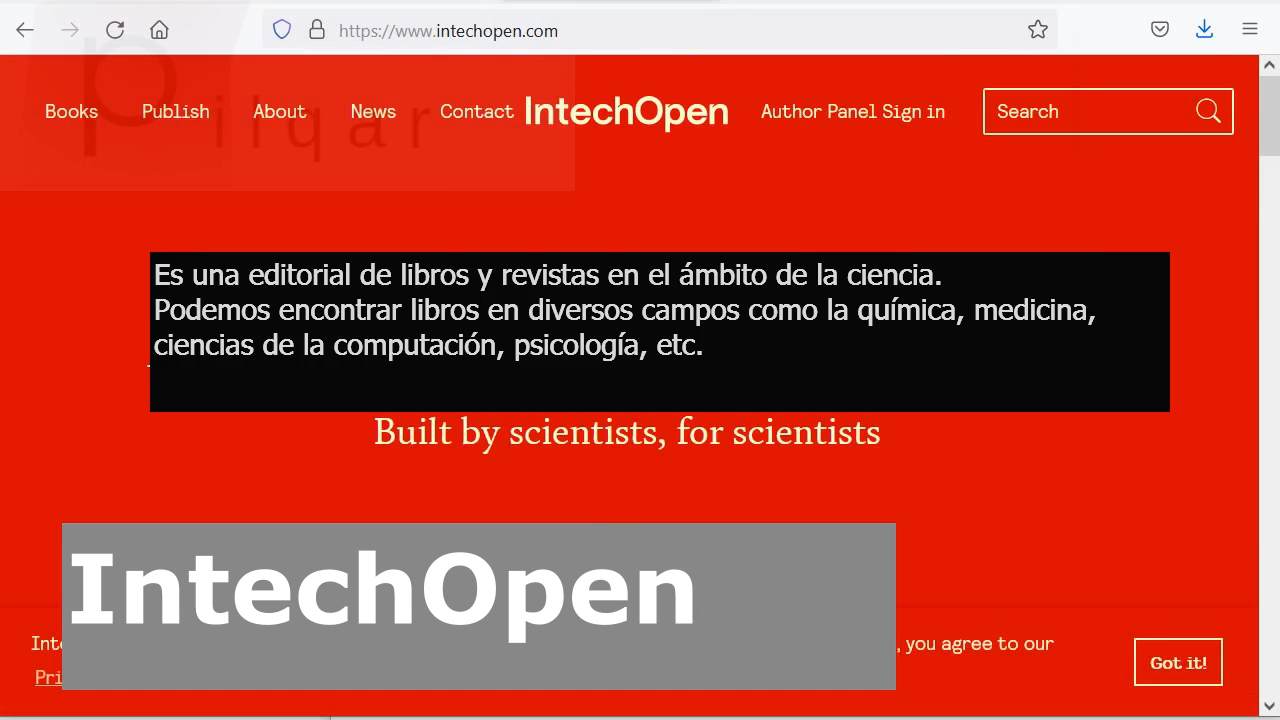 https://www.intechopen.com
Books Publish About News Contact IntechOpen Author Panel Sign in Search
pilqar
Es una editorial de libros y revistas en el ámbito de la ciencia.
Podemos encontrar libros en diversos campos como la química, medicina,
ciencias de la computación, psicología, etc.
Built by scientists, for scientists
IntechOpen
, you agree to our
Got it!